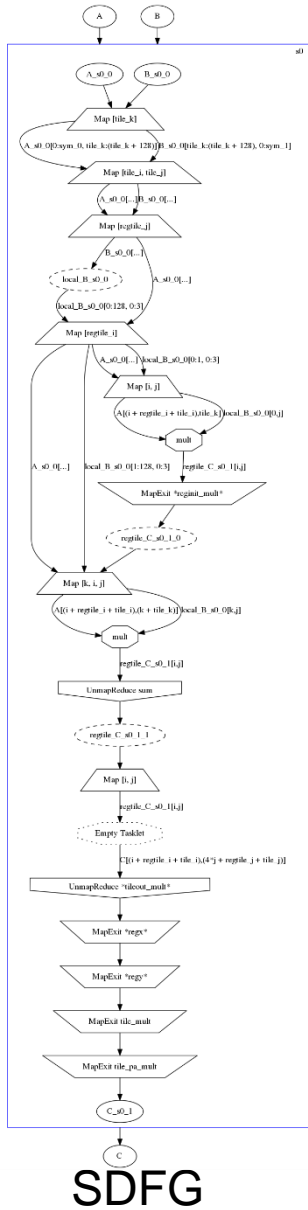 A
B
s0
A_s0_0
B_s0_0
Map [tile_k]
A_s0_0[0:sym_0, tile_k:(tile_k + 128)]
B_s0_0[tile_k:(tile_k + 128), 0:sym_1]
Map [tile_i, tile_j]
A_s0_0[...]
B_s0_0[...]
Map [regtile_j]
B_s0_0[...]
local_B_s0_0
A_s0_0[...]
local_B_s0_0[0:128, 0:3]
Map [regtile_i]
A_s0_0[...]
local_B_s0_0[0:1, 0:3]
Map [i, j]
A_s0_0[...]
local_B_s0_0[1:128, 0:3]
A[(i + regtile_i + tile_i),tile_k]
local_B_s0_0[0,j]
mult
regtile_C_s0_1[i,j]
MapExit *reginit_mult*
regtile_C_s0_1_0
Map [k, i, j]
A[(i + regtile_i + tile_i),(k + tile_k)]
local_B_s0_0[k,j]
mult
regtile_C_s0_1[i,j]
UnmapReduce sum
regtile_C_s0_1_1
Map [i, j]
regtile_C_s0_1[i,j]
Empty Tasklet
C[(i + regtile_i + tile_i),(4*j + regtile_j + tile_j)]
UnmapReduce *tileout_mult*
MapExit *regx*
MapExit *regy*
MapExit tile_mult
MapExit tile_pa_mult
C_s0_1
C
SDFG